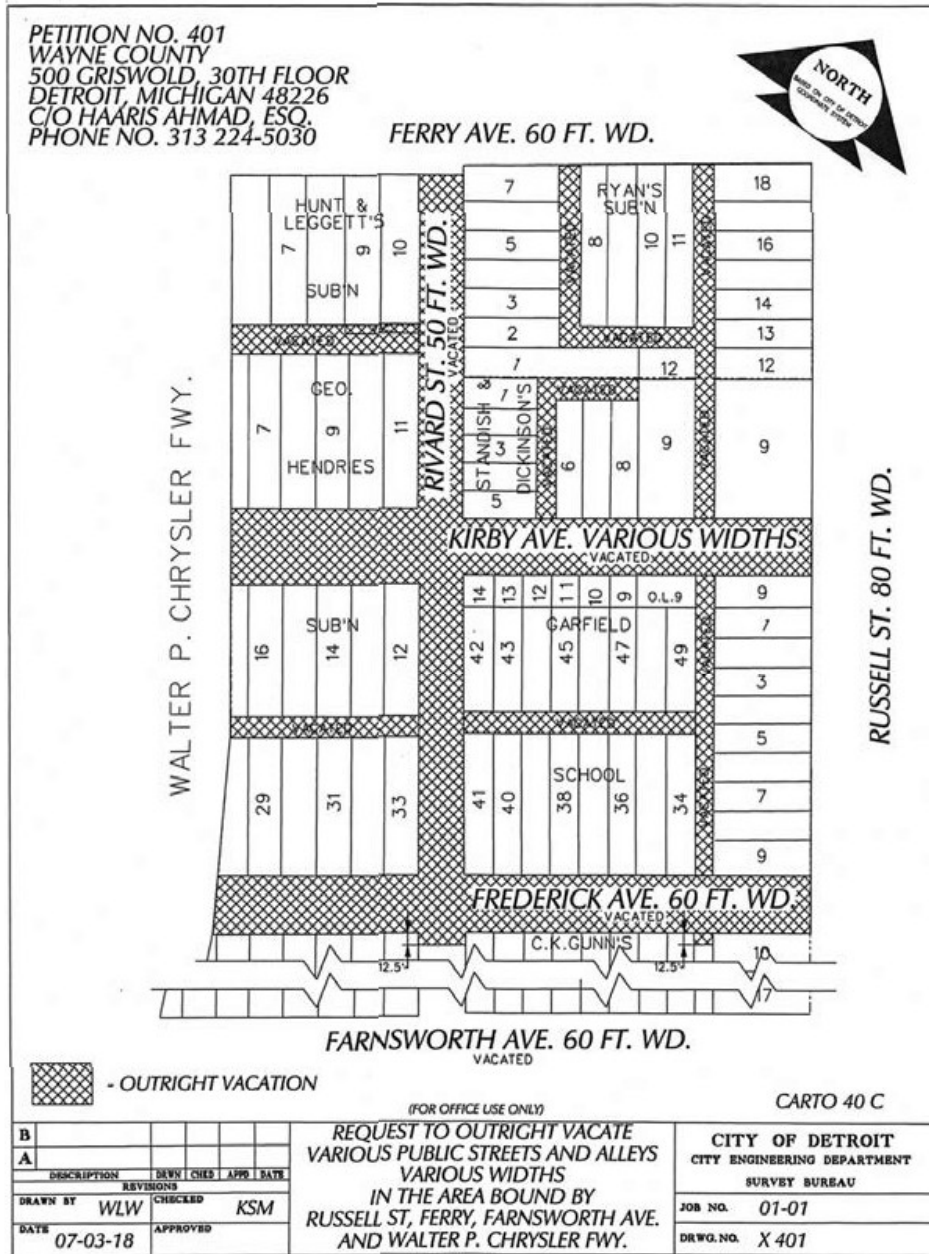 PETITION NO. 401
WAYNE COUNTY
500 GRISWOLD, 30TH FLOOR
DETROIT, MICHIGAN 48226
C/O HAARIS AHMAD, ESQ.
PHONE NO. 313 224-5030
NORTH
BASED ON CITY OF DETROIT
COORDINATE SYSTEM
FERRY AVE. 60 FT. WD.
HUNT &
LEGGETT'S
7 9 10
SUB'N
VACATED
GEO.
7 9 11
HENDRIES
WALTER P. CHRYSLER FWY.
RIVARD ST. 50 FT. WD.
VACATED
7
5
3
2
1
VACATED
RYAN'S
SUB'N
8 10 11
VACATED
VACATED
12
18
16
14
13
12
STANDISH &
DICKINSON'S
1
3
5
VACATED
VACATED
6 8
9
VACATED
9
KIRBY AVE. VARIOUS WIDTHS
VACATED
RUSSELL ST. 80 FT. WD.
SUB'N
16 14 12
VACATED
29 31 33
14 13 12 11 10 9 O.L.9
GARFIELD
42 43 45 47 49
VACATED
SCHOOL
41 40 38 36 34
VACATED
VACATED
9
1
3
5
7
9
FREDERICK AVE. 60 FT. WD.
VACATED
C.K.GUNN'S
12.5'
12.5'
10
17
FARNSWORTH AVE. 60 FT. WD.
VACATED
- OUTRIGHT VACATION
(FOR OFFICE USE ONLY)
CARTO 40 C
B
A
DESCRIPTION DRWN CHKD APPD DATE
REVISIONS
DRAWN BY WLW CHECKED KSM
DATE 07-03-18 APPROVED
REQUEST TO OUTRIGHT VACATE
VARIOUS PUBLIC STREETS AND ALLEYS
VARIOUS WIDTHS
IN THE AREA BOUND BY
RUSSELL ST, FERRY, FARNSWORTH AVE.
AND WALTER P. CHRYSLER FWY.
CITY OF DETROIT
CITY ENGINEERING DEPARTMENT
SURVEY BUREAU
JOB NO. 01-01
DRWG. NO. X 401